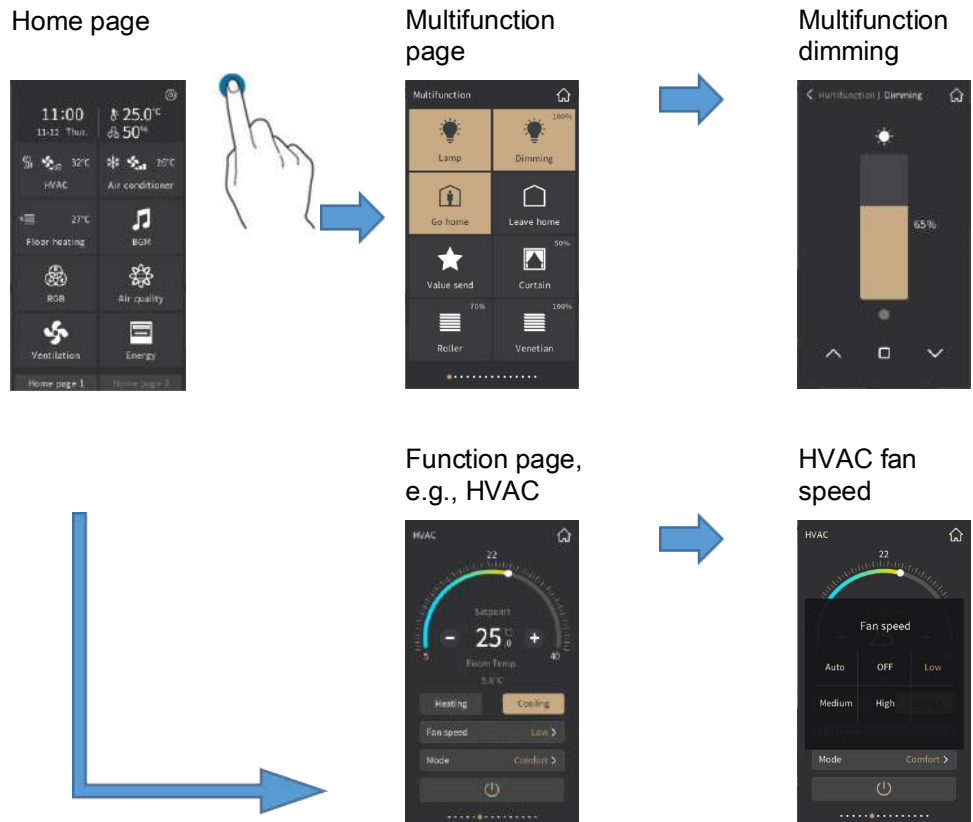 Home page
11:00
25.0°C
11-12 Thur.
50%
32°C
26°C
HVAC
Air conditioner
27°C
Floor heating
BGM
RGB
Air quality
Ventilation
Energy
Home page 1
Home page 2
Multifunction
page
Multifunction
100%
Lamp
Dimming
Go home
Leave home
50%
Value send
Curtain
70%
100%
Roller
Venetian
Multifunction
dimming
Multifunction | Dimming
65%
Function page,
e.g., HVAC
HVAC
22
Setpoint
- 25.0°C +
5
40
Room Temp.
5.0°C
Heating
Cooling
Fan speed Low >
Mode Comfort >
HVAC fan
speed
HVAC
22
Fan speed
Auto OFF Low
Medium High
Mode Comfort >